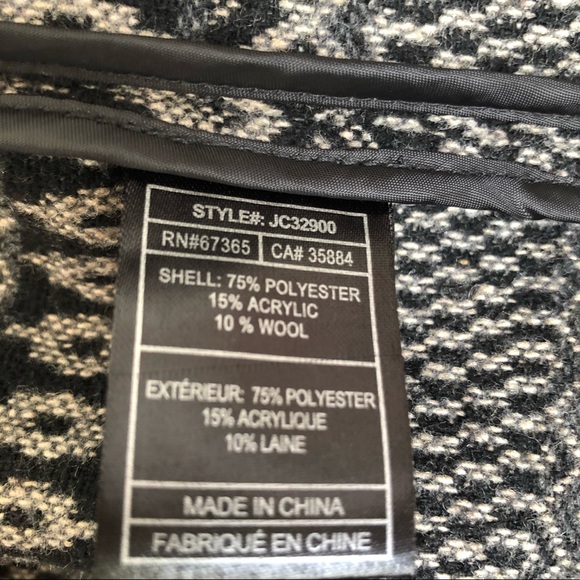 STYLE#: JC32900
RN#67365 CA# 35884
SHELL: 75% POLYESTER
15% ACRYLIC
10 % WOOL
EXTÉRIEUR: 75% POLYESTER
15% ACRYLIQUE
10% LAINE
MADE IN CHINA
FABRIQUÉ EN CHINE